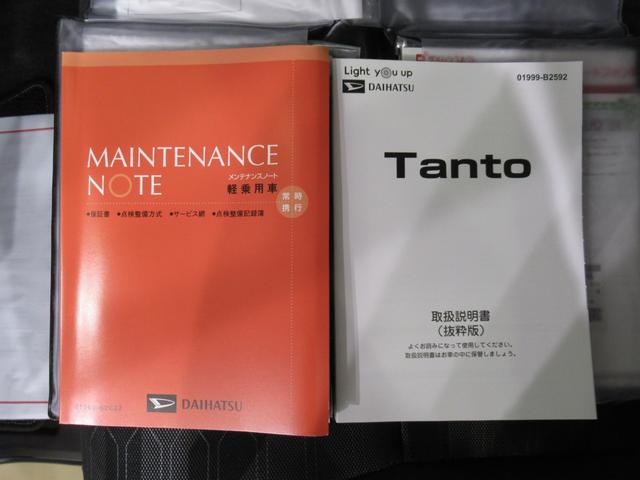 MAINTENANCE
NOTE
メンテナンスノート
軽乗用車
常時
携行
●保証書 ●点検整備方式 ●サービス網 ●点検整備記録簿
DAIHATSU
Light you up
DAIHATSU
01999-B2592
Tanto
取扱説明書
(抜粋版)
よくお読みになって使用してください。
取扱説明書はお車の中に保管しましょう。